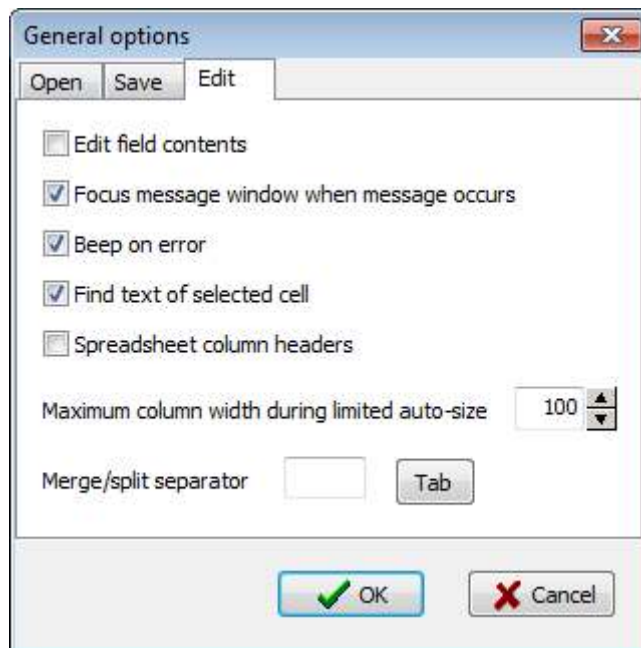 General options
Open Save Edit
Edit field contents
Focus message window when message occurs
Beep on error
Find text of selected cell
Spreadsheet column headers
Maximum column width during limited auto-size 100
Merge/split separator Tab
OK Cancel